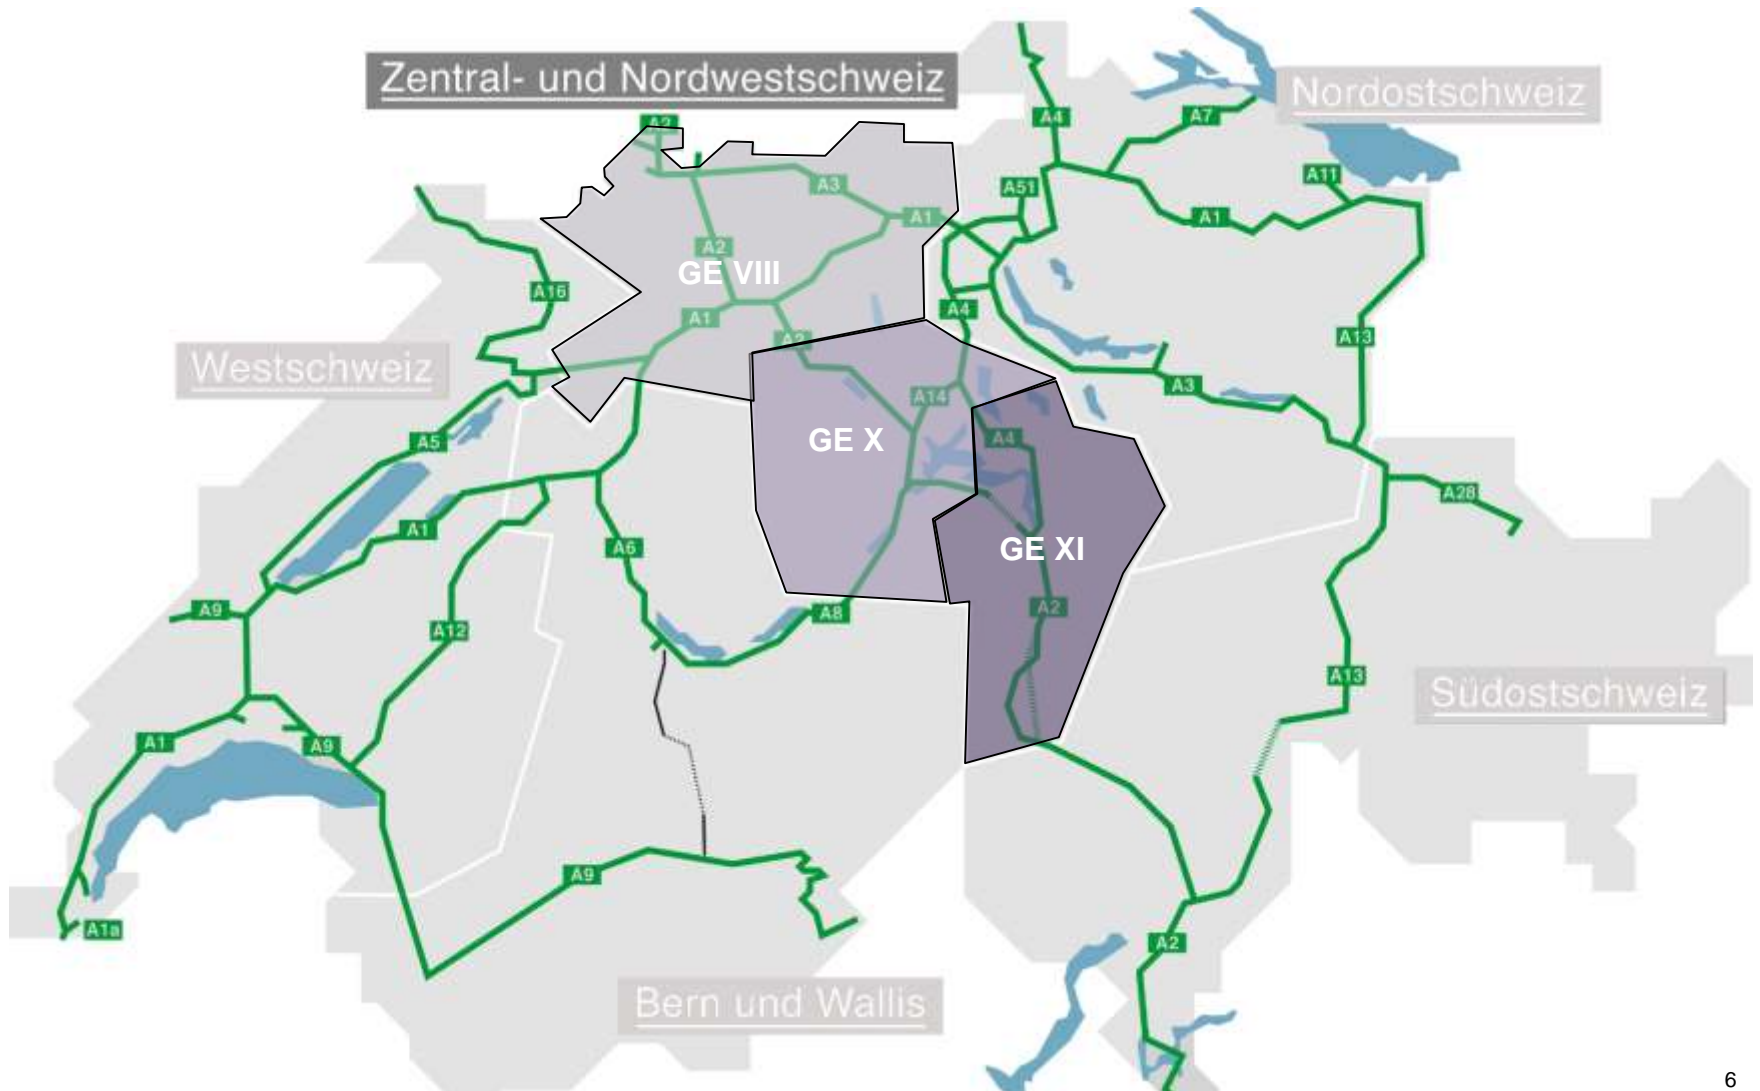 Zentral- und Nordwestschweiz
Nordostschweiz
A2
A4
A7
A3
A51
A11
A1
A1
A2
GE VIII
A16
A1
A4
A2
A13
Westschweiz
A14
A3
A5
GE X
A4
A28
A1
A6
GE XI
A9
A12
A8
A2
A13
Südostschweiz
A1
A9
A9
A1a
A2
Bern und Wallis
6